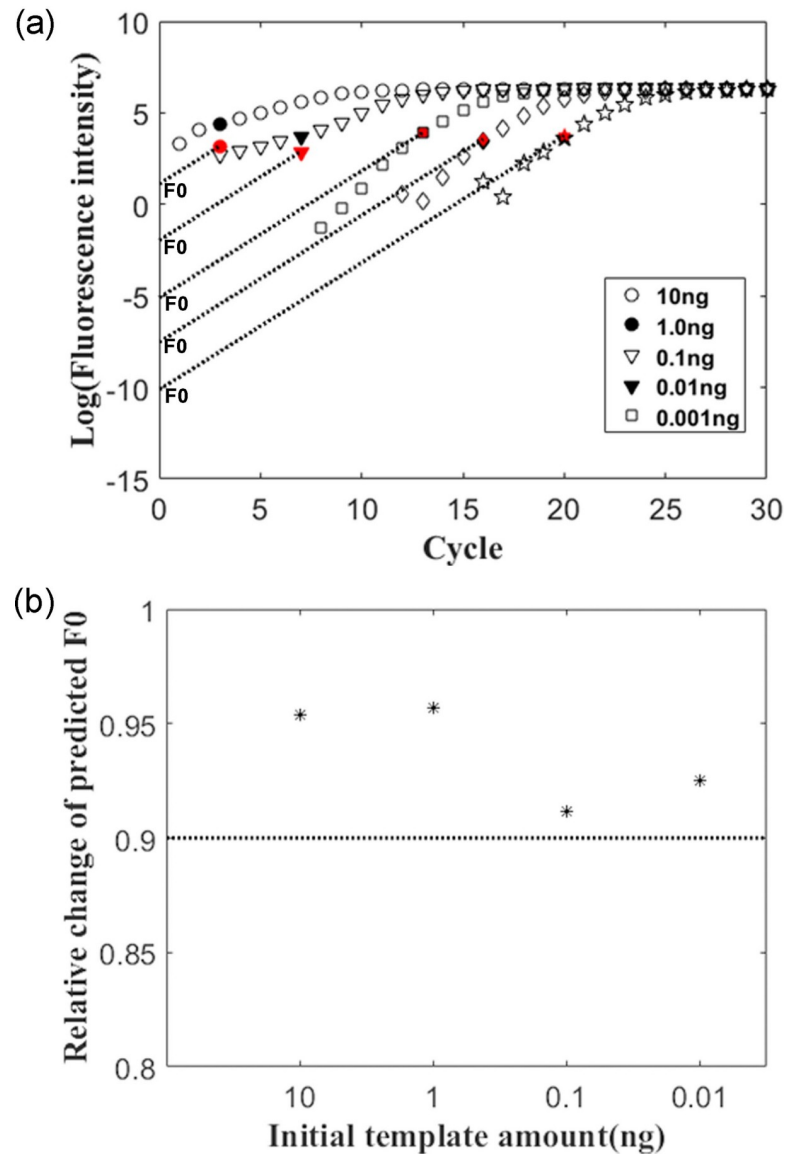 (a)
Log(Fluorescence intensity)
10
5
0
-5
-10
-15
F0
F0
F0
F0
F0
10ng
1.0ng
0.1ng
0.01ng
0.001ng
0 5 10 15 20 25 30
Cycle
(b)
Relative change of predicted F0
1
0.95
0.9
0.85
0.8
10 1 0.1 0.01
Initial template amount(ng)